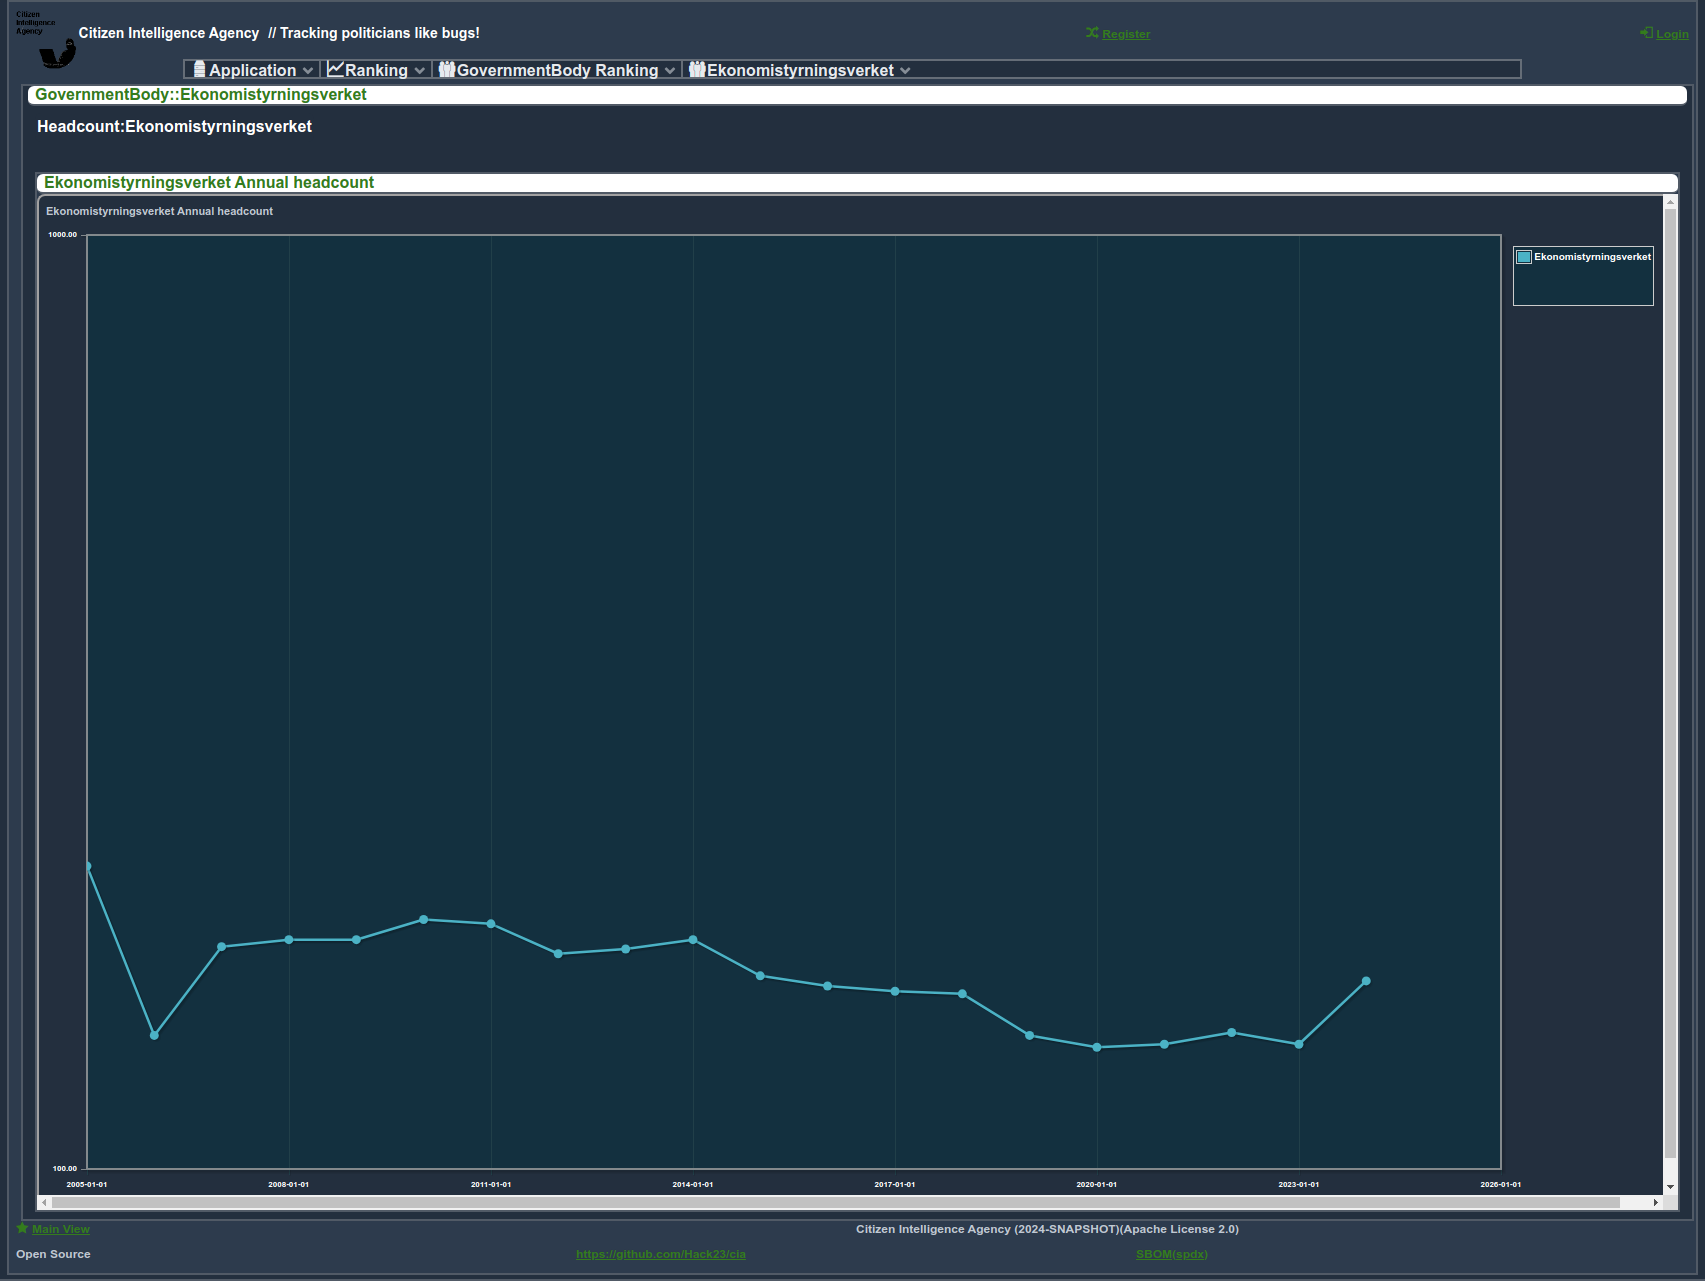 Citizen
Intelligence
Agency
Citizen Intelligence Agency // Tracking politicians like bugs!
Register
Login
Application
Ranking
GovernmentBody Ranking
Ekonomistyrningsverket
GovernmentBody::Ekonomistyrningsverket
Headcount:Ekonomistyrningsverket
Ekonomistyrningsverket Annual headcount
Ekonomistyrningsverket Annual headcount
1000.00
Ekonomistyrningsverket
100.00
2005-01-01
2008-01-01
2011-01-01
2014-01-01
2017-01-01
2020-01-01
2023-01-01
2026-01-01
Main View
Citizen Intelligence Agency (2024-SNAPSHOT)(Apache License 2.0)
Open Source
https://github.com/Hack23/cia
SBOM(spdx)